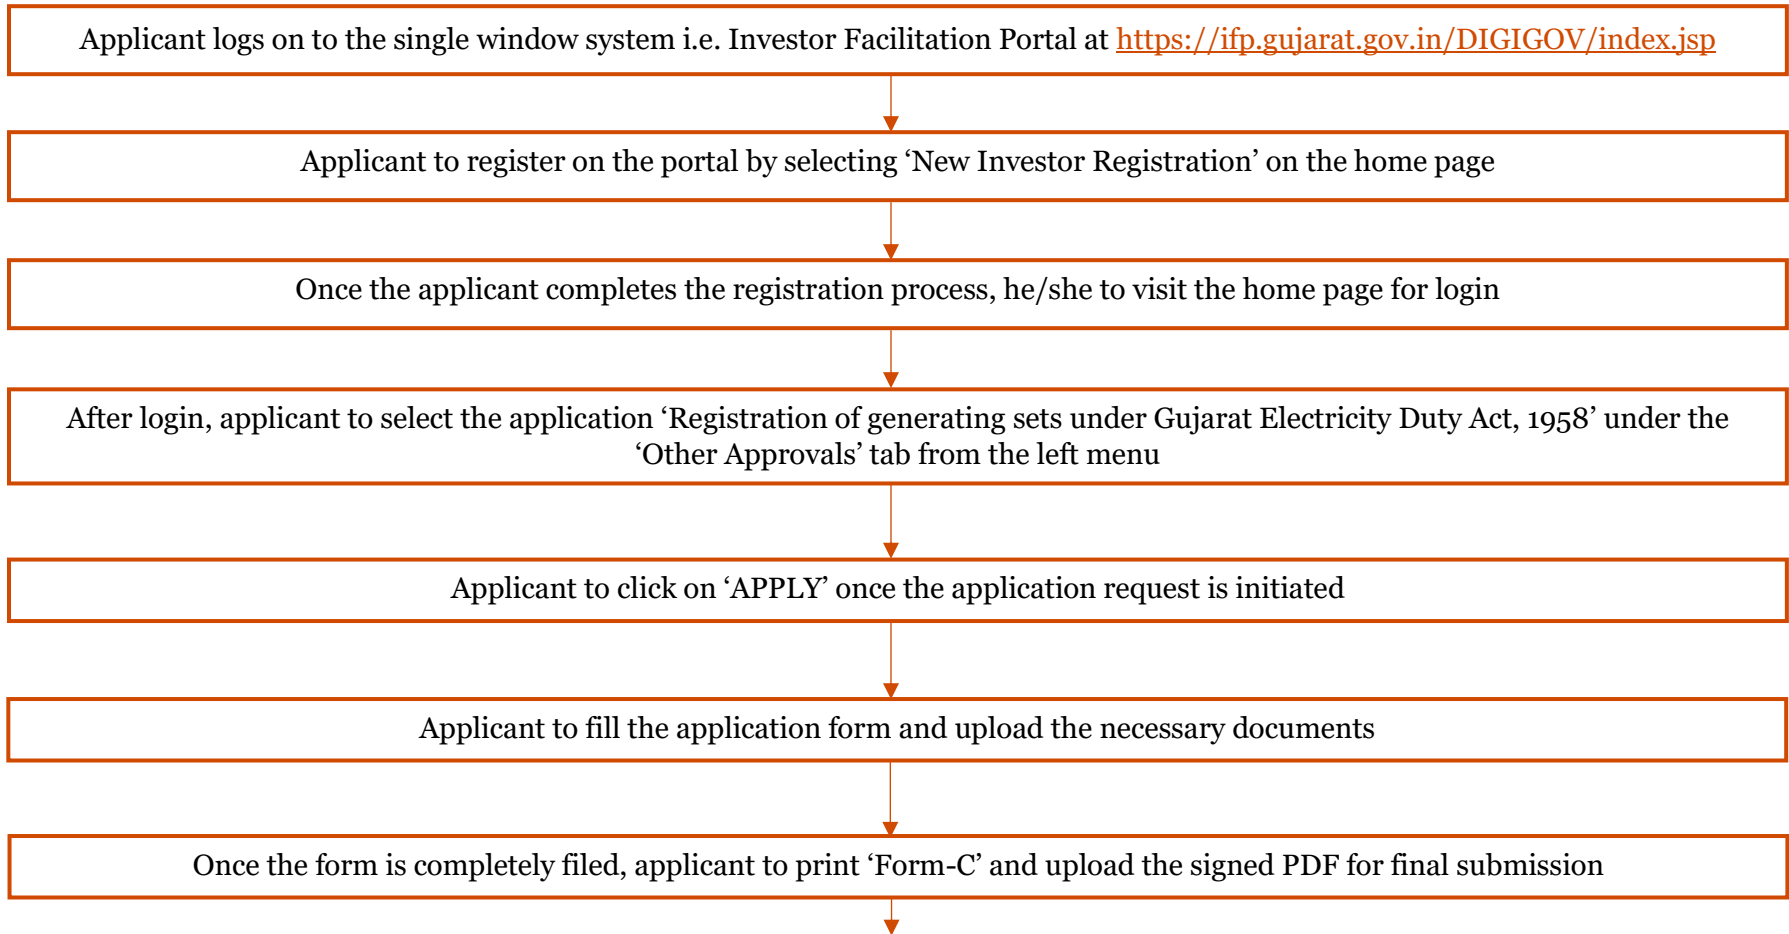 Applicant logs on to the single window system i.e. Investor Facilitation Portal at https://ifp.gujarat.gov.in/DIGIGOV/index.jsp
Applicant to register on the portal by selecting ‘New Investor Registration’ on the home page
Once the applicant completes the registration process, he/she to visit the home page for login
After login, applicant to select the application ‘Registration of generating sets under Gujarat Electricity Duty Act, 1958’ under the
‘Other Approvals’ tab from the left menu
Applicant to click on ‘APPLY’ once the application request is initiated
Applicant to fill the application form and upload the necessary documents
Once the form is completely filed, applicant to print ‘Form-C’ and upload the signed PDF for final submission